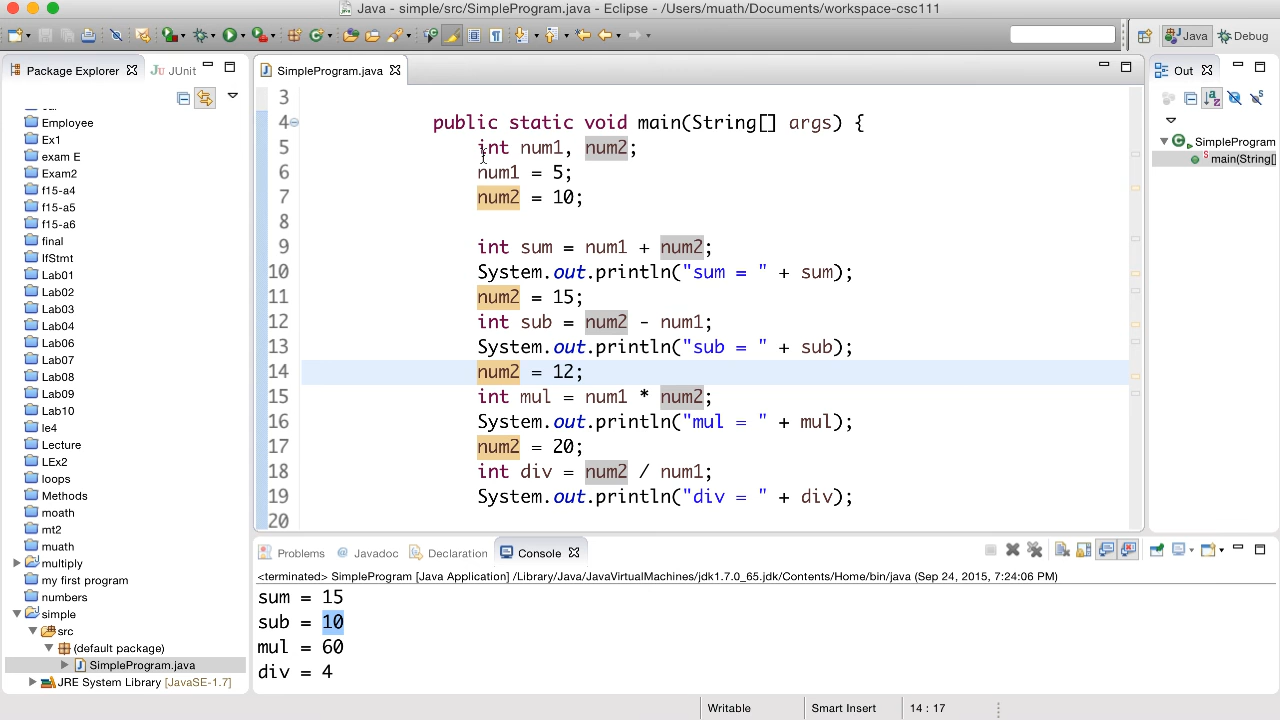 Java - simple/src/SimpleProgram.java - Eclipse - /Users/muath/Documents/workspace-csc111
Java
Debug
Package Explorer
JUnit
SimpleProgram.java
Out
Employee
Ex1
exam E
Exam2
f15-a4
f15-a5
f15-a6
final
IfStmt
Lab01
Lab02
Lab03
Lab04
Lab06
Lab07
Lab08
Lab09
Lab10
le4
Lecture
LEx2
loops
Methods
moath
mt2
muath
multiply
my first program
numbers
simple
src
(default package)
SimpleProgram.java
JRE System Library [JavaSE-1.7]
3
4 public static void main(String[] args) {
5 int num1, num2;
6 num1 = 5;
7 num2 = 10;
8
9 int sum = num1 + num2;
10 System.out.println("sum = " + sum);
11 num2 = 15;
12 int sub = num2 - num1;
13 System.out.println("sub = " + sub);
14 num2 = 12;
15 int mul = num1 * num2;
16 System.out.println("mul = " + mul);
17 num2 = 20;
18 int div = num2 / num1;
19 System.out.println("div = " + div);
20
SimpleProgram
main(String[]
Problems
Javadoc
Declaration
Console
<terminated> SimpleProgram [Java Application] /Library/Java/JavaVirtualMachines/jdk1.7.0_65.jdk/Contents/Home/bin/java (Sep 24, 2015, 7:24:06 PM)
sum = 15
sub = 10
mul = 60
div = 4
Writable
Smart Insert
14 : 17